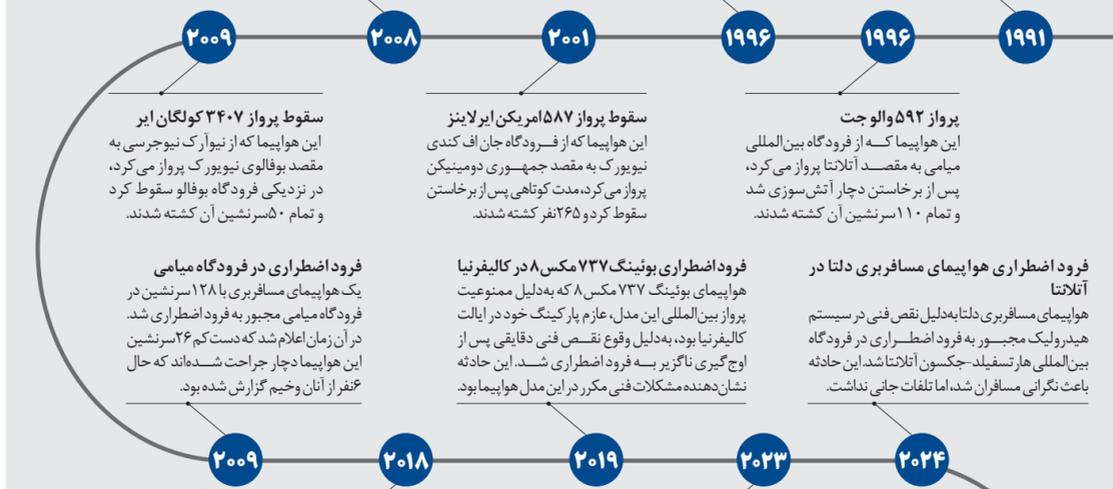 ۱۹۹۱
۱۹۹۶
۱۹۹۶
۲۰۰۱
۲۰۰۸
۲۰۰۹
پرواز ۵۹۲ والو جت
این هواپیما کـــه از فرودگاه بین‌المللی
میامی به مقصـــد آتلانتا پرواز می‌کرد،
پس از برخاستن دچار آتش‌سوزی شد
و تمام ۱۱۰ سرنشین آن کشته شدند.
سقوط پرواز ۵۸۷ امریکن ایرلاینز
این هواپیما که از فـــرودگاه جان اف کندی
نیویورک به مقصد جمهـــوری دومینیکن
پرواز می‌کرد، مدت کوتاهی پس از برخاستن
سقوط کرد و ۲۶۵ نفر کشته شدند.
سقوط پرواز ۳۴۰۷ کولگان ایر
این هواپیما که از نیوآرک نیوجرسی به
مقصد بوفالوی نیویورک پرواز می‌کرد،
در نزدیکی فرودگاه بوفالو سقوط کرد
و تمام ۵۰ سرنشین آن کشته شدند.
فرود اضطراری هواپیمای مسافربری دلتا در
آتلانتا
هواپیمای مسافربری دلتا به‌دلیل نقص فنی در سیستم
هیدرولیک مجبـــور به فرود اضطـــراری در فرودگاه
بین‌المللی هارتسفیلد-جکسون آتلانتا شد. این حادثه
باعث نگرانی مسافران شد، اما تلفات جانی نداشت.
فرود اضطراری بوئینگ ۷۳۷ مکس ۸ در کالیفرنیا
هواپیمای بوئینگ ۷۳۷ مکس ۸ که به‌دلیل ممنوعیت
پرواز بین‌المللی این مدل، عازم پارکینگ خود در ایالت
کالیفرنیا بود، به‌دلیل وقوع نقـــص فنی دقایقی پس از
اوج‌گیری ناگزیر بـــه فرود اضطراری شـــد. این حادثه
نشان‌دهنده مشکلات فنی مکرر در این مدل هواپیما بود.
فرود اضطراری در فرودگاه میامی
یک هواپیمای مسافربری با ۱۲۸ سرنشین در
فرودگاه میامی مجبور به فرود اضطراری شد.
در آن زمان اعلام شد که دست کم ۲۶ سرنشین
این هواپیما دچار جراحت شـــده‌اند که حال
۶ نفر از آنان وخیم گزارش شده بود.
۲۰۲۴
۲۰۲۳
۲۰۱۹
۲۰۱۸
۲۰۰۹